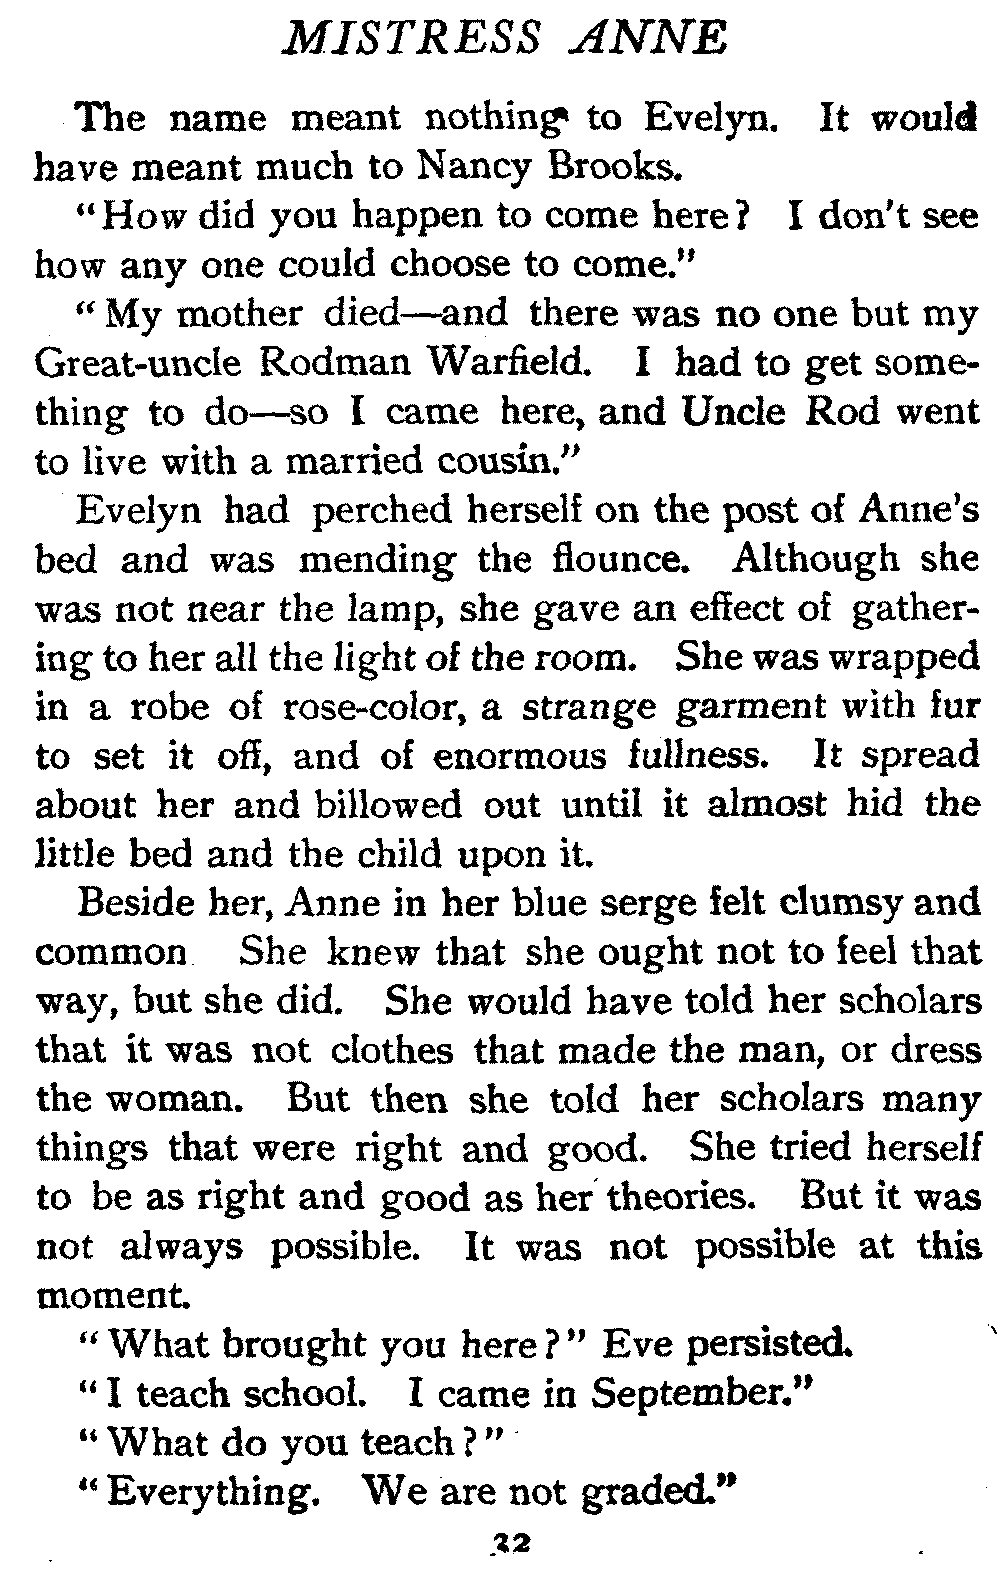 MISTRESS ANNE
The name meant nothing to Evelyn. It would
have meant much to Nancy Brooks.
"How did you happen to come here? I don't see
how any one could choose to come."
"My mother died—and there was no one but my
Great-uncle Rodman Warfield. I had to get some-
thing to do—so I came here, and Uncle Rod went
to live with a married cousin."
Evelyn had perched herself on the post of Anne's
bed and was mending the flounce. Although she
was not near the lamp, she gave an effect of gather-
ing to her all the light of the room. She was wrapped
in a robe of rose-color, a strange garment with fur
to set it off, and of enormous fullness. It spread
about her and billowed out until it almost hid the
little bed and the child upon it.
Beside her, Anne in her blue serge felt clumsy and
common She knew that she ought not to feel that
way, but she did. She would have told her scholars
that it was not clothes that made the man, or dress
the woman. But then she told her scholars many
things that were right and good. She tried herself
to be as right and good as her theories. But it was
not always possible. It was not possible at this
moment.
"What brought you here?" Eve persisted.
"I teach school. I came in September."
"What do you teach?"
"Everything. We are not graded."